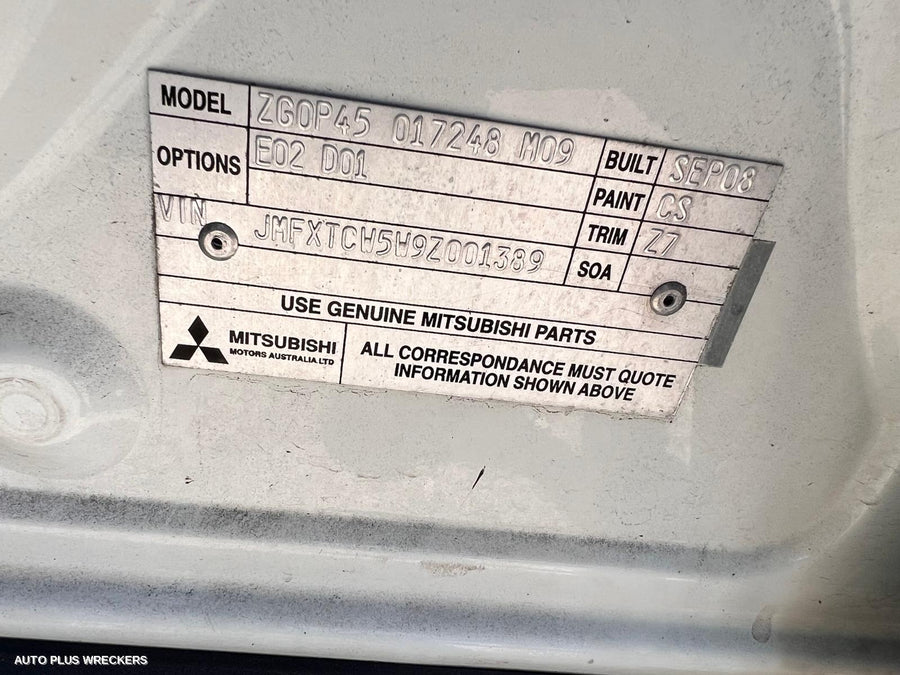 MODEL ZG0P45 017248 M09 BUILT SEP08
OPTIONS E02 D01 PAINT CS
VIN JMFXTCW5W9Z001389 TRIM Z7
SOA
USE GENUINE MITSUBISHI PARTS
MITSUBISHI
MOTORS AUSTRALIA.LTD
ALL CORRESPONDANCE MUST QUOTE
INFORMATION SHOWN ABOVE
AUTO PLUS WRECKERS